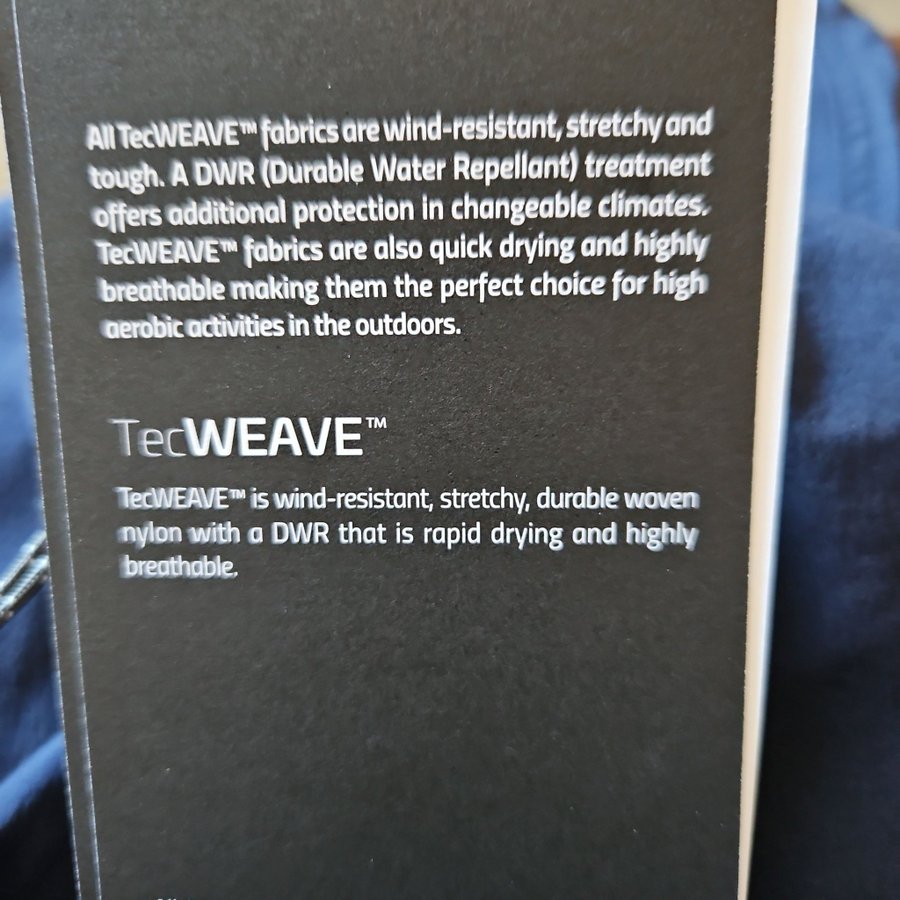 All TecWEAVE™ fabrics are wind-resistant, stretchy and
tough. A DWR (Durable Water Repellant) treatment
offers additional protection in changeable climates.
TecWEAVE™ fabrics are also quick drying and highly
breathable making them the perfect choice for high
aerobic activities in the outdoors.
TecWEAVE™
TecWEAVE™ is wind-resistant, stretchy, durable woven
nylon with a DWR that is rapid drying and highly
breathable.